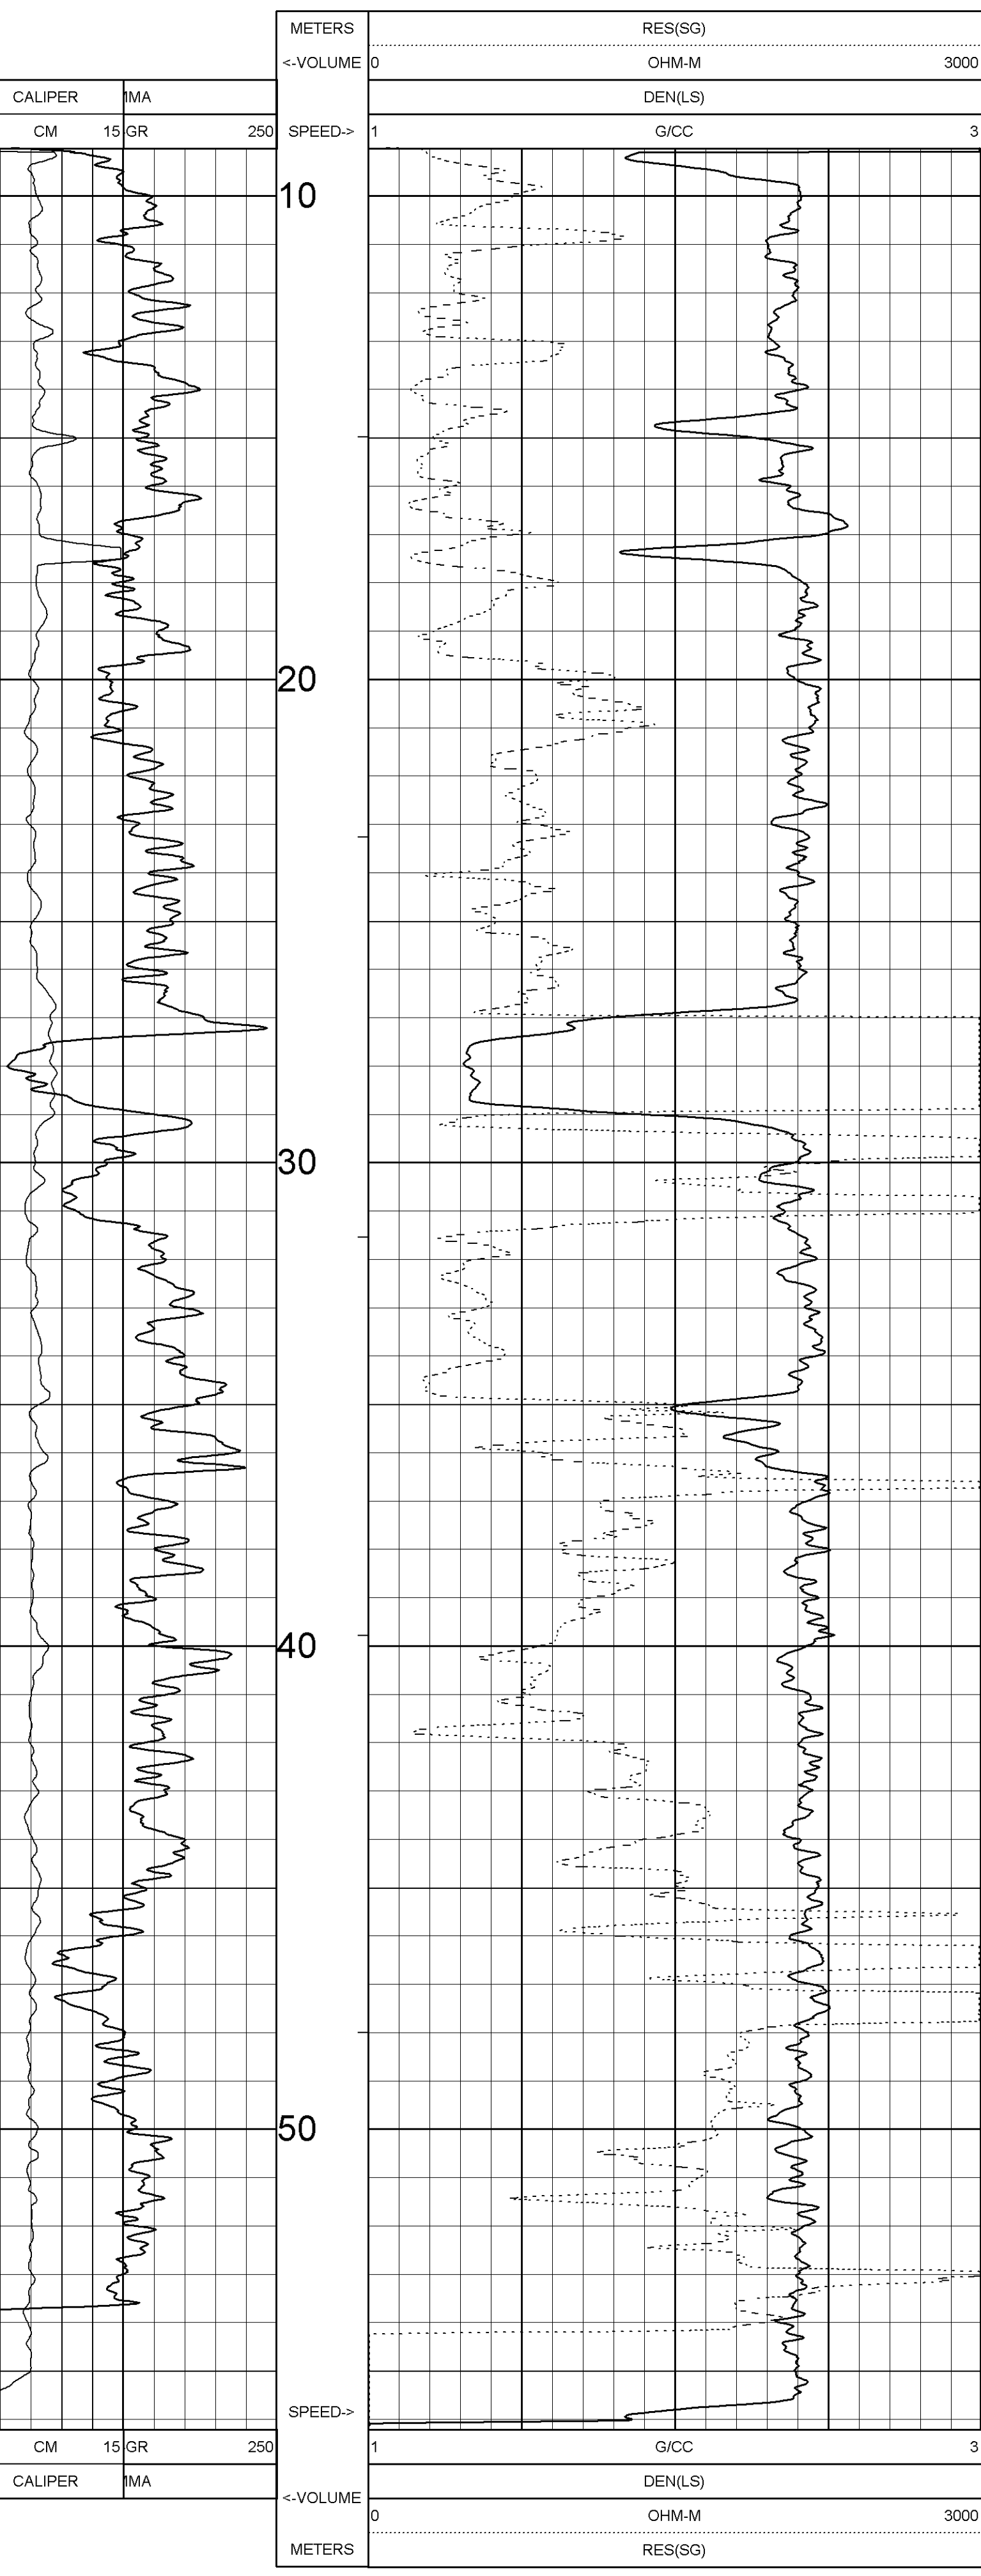 METERS RES(SG)
<-VOLUME 0 OHM-M 3000
CALIPER MA DEN(LS)
CM 15 GR 250 SPEED-> 1 G/CC 3
10
20
30
40
50
SPEED->
CM 15 GR 250 1 G/CC 3
CALIPER MA DEN(LS)
<-VOLUME 0 OHM-M 3000
METERS RES(SG)